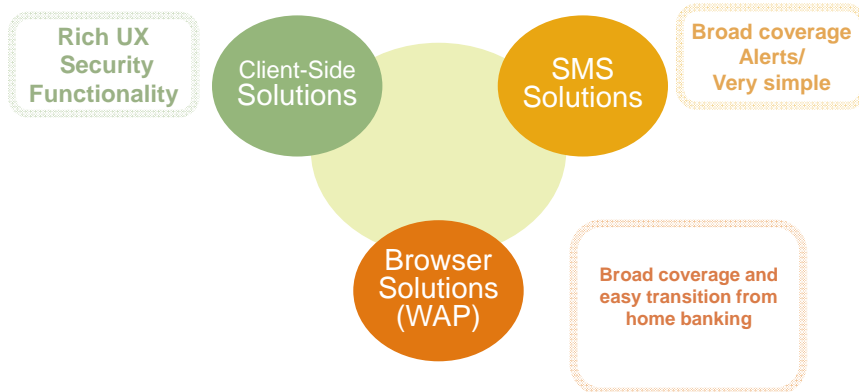 Rich UX
Security
Functionality
Client-Side
Solutions
SMS
Solutions
Broad coverage
Alerts/
Very simple
Browser
Solutions
(WAP)
Broad coverage and
easy transition from
home banking